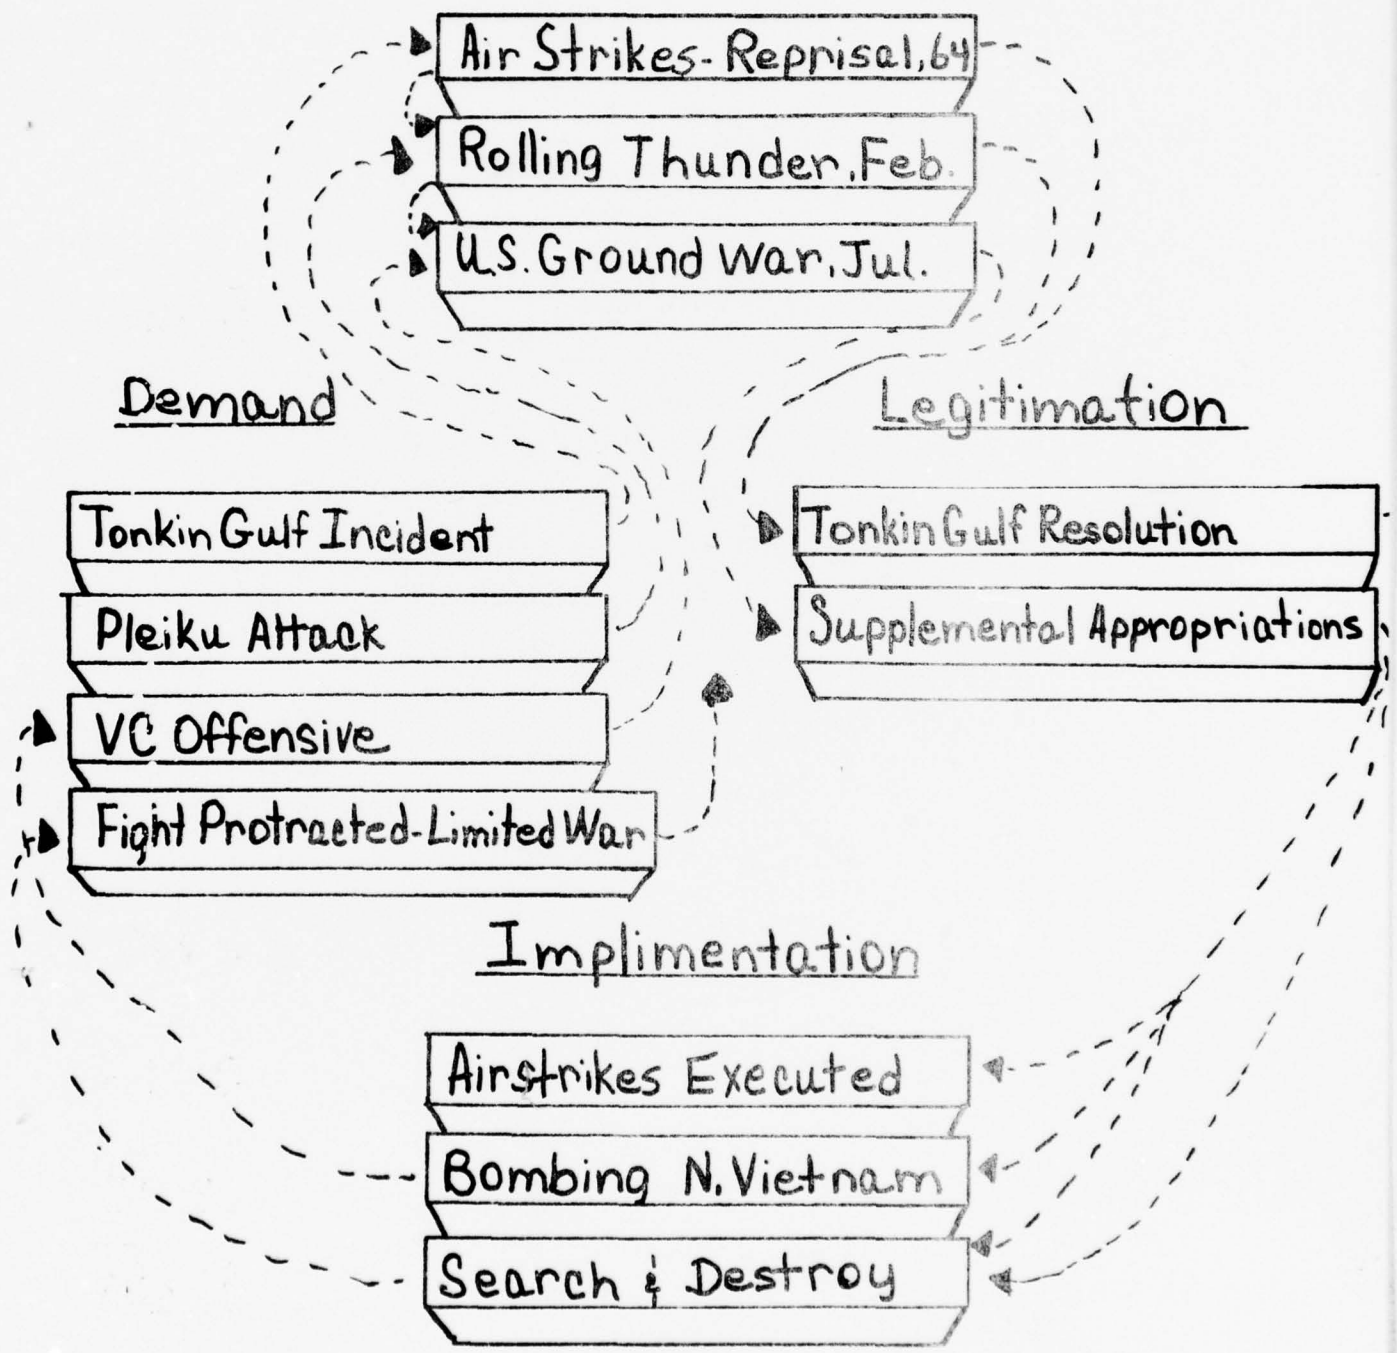 Air Strikes-Reprisal,64
Rolling Thunder,Feb.
U.S. Ground War,Jul.
Demand
Legitimation
Tonkin Gulf Incident
Pleiku Attack
VC Offensive
Fight Protracted-Limited War
Tonkin Gulf Resolution
Supplemental Appropriations
Implimentation
Airstrikes Executed
Bombing N. Vietnam
Search & Destroy